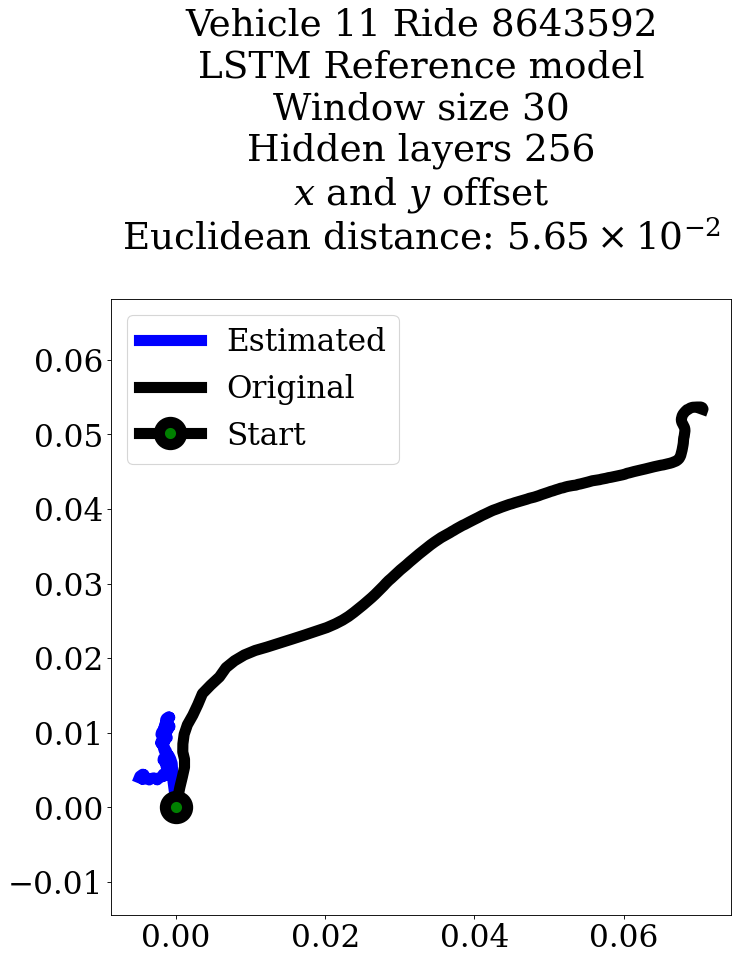 Vehicle 11 Ride 8643592
LSTM Reference model
Window size 30
Hidden layers 256
x and y offset
Euclidean distance: 5.65 × 10⁻²
Estimated
Original
Start
0.06
0.05
0.04
0.03
0.02
0.01
0.00
−0.01
0.00 0.02 0.04 0.06